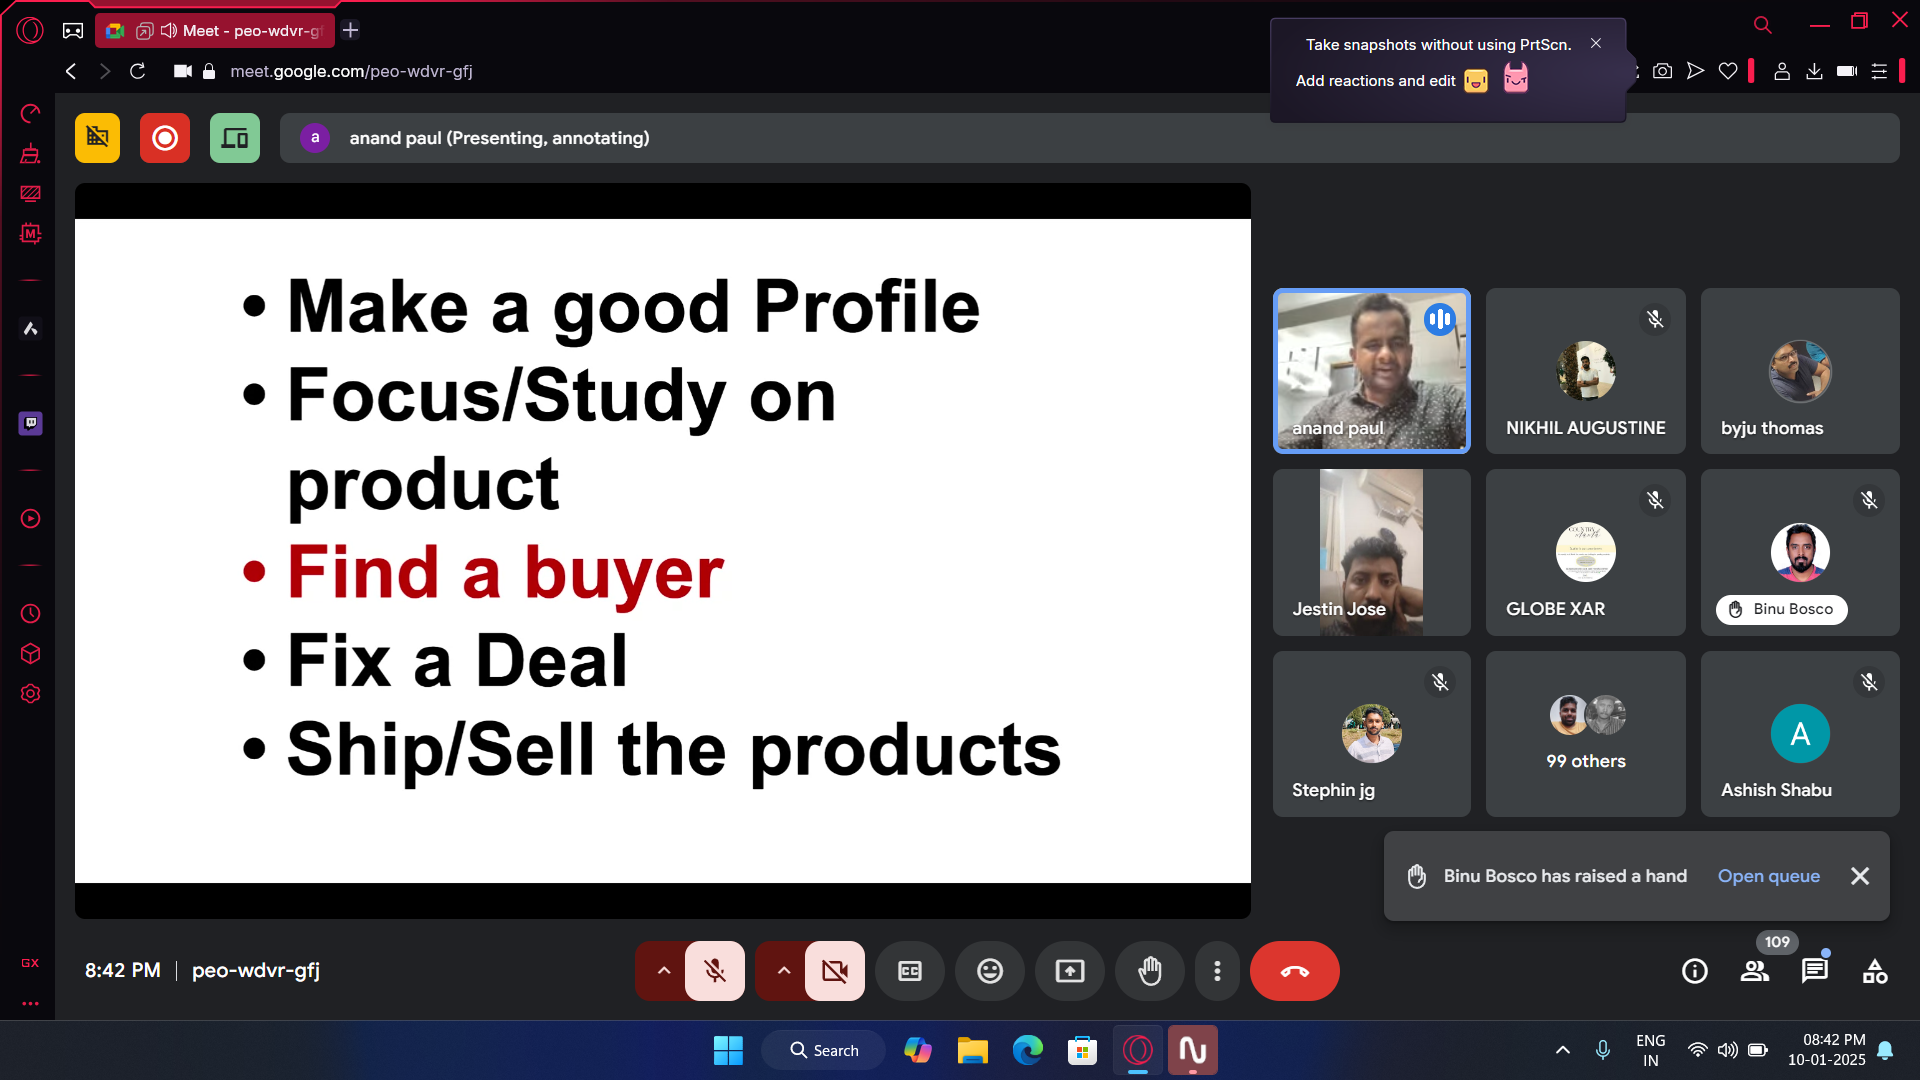 Meet - peo-wdvr-gf
Take snapshots without using PrtScn.
Add reactions and edit
meet.google.com/peo-wdvr-gfj
a
anand paul (Presenting, annotating)
• Make a good Profile
• Focus/Study on
product
• Find a buyer
• Fix a Deal
• Ship/Sell the products
anand paul
NIKHIL AUGUSTINE
byju thomas
Jestin Jose
GLOBE XAR
Binu Bosco
Stephin jg
99 others
A
Ashish Shabu
Binu Bosco has raised a hand
Open queue
GX
8:42 PM
peo-wdvr-gfj
CC
109
Search
ENG
IN
08:42 PM
10-01-2025